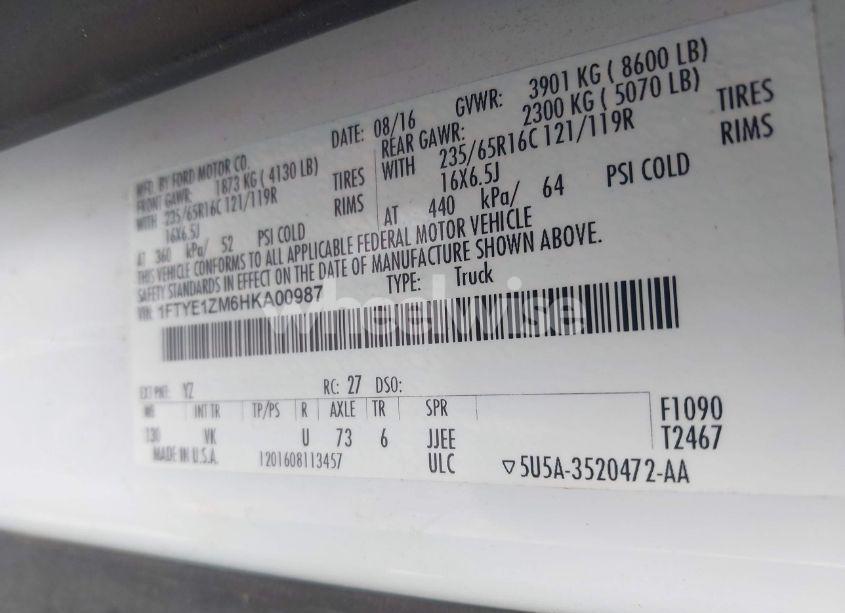 MFD. BY FORD MOTOR CO.
DATE: 08/16 GVWR: 3901 KG ( 8600 LB)
FRONT GAWR: 1873 KG ( 4130 LB) REAR GAWR: 2300 KG ( 5070 LB)
WITH 235/65R16C 121/119R TIRES WITH 235/65R16C 121/119R TIRES
16X6.5J RIMS 16X6.5J RIMS
AT 360 kPa/ 52 PSI COLD AT 440 kPa/ 64 PSI COLD
THIS VEHICLE CONFORMS TO ALL APPLICABLE FEDERAL MOTOR VEHICLE
SAFETY STANDARDS IN EFFECT ON THE DATE OF MANUFACTURE SHOWN ABOVE.
VIN: 1FTYE1ZM6HKA00987 TYPE: Truck
wheelwise
EXT PNT: YZ RC: 27 DSO:
WB INT TR TP/PS R AXLE TR SPR F1090
130 VK U 73 6 JJEE T2467
MADE IN U.S.A. 1201608113457 ULC ▽5U5A-3520472-AA